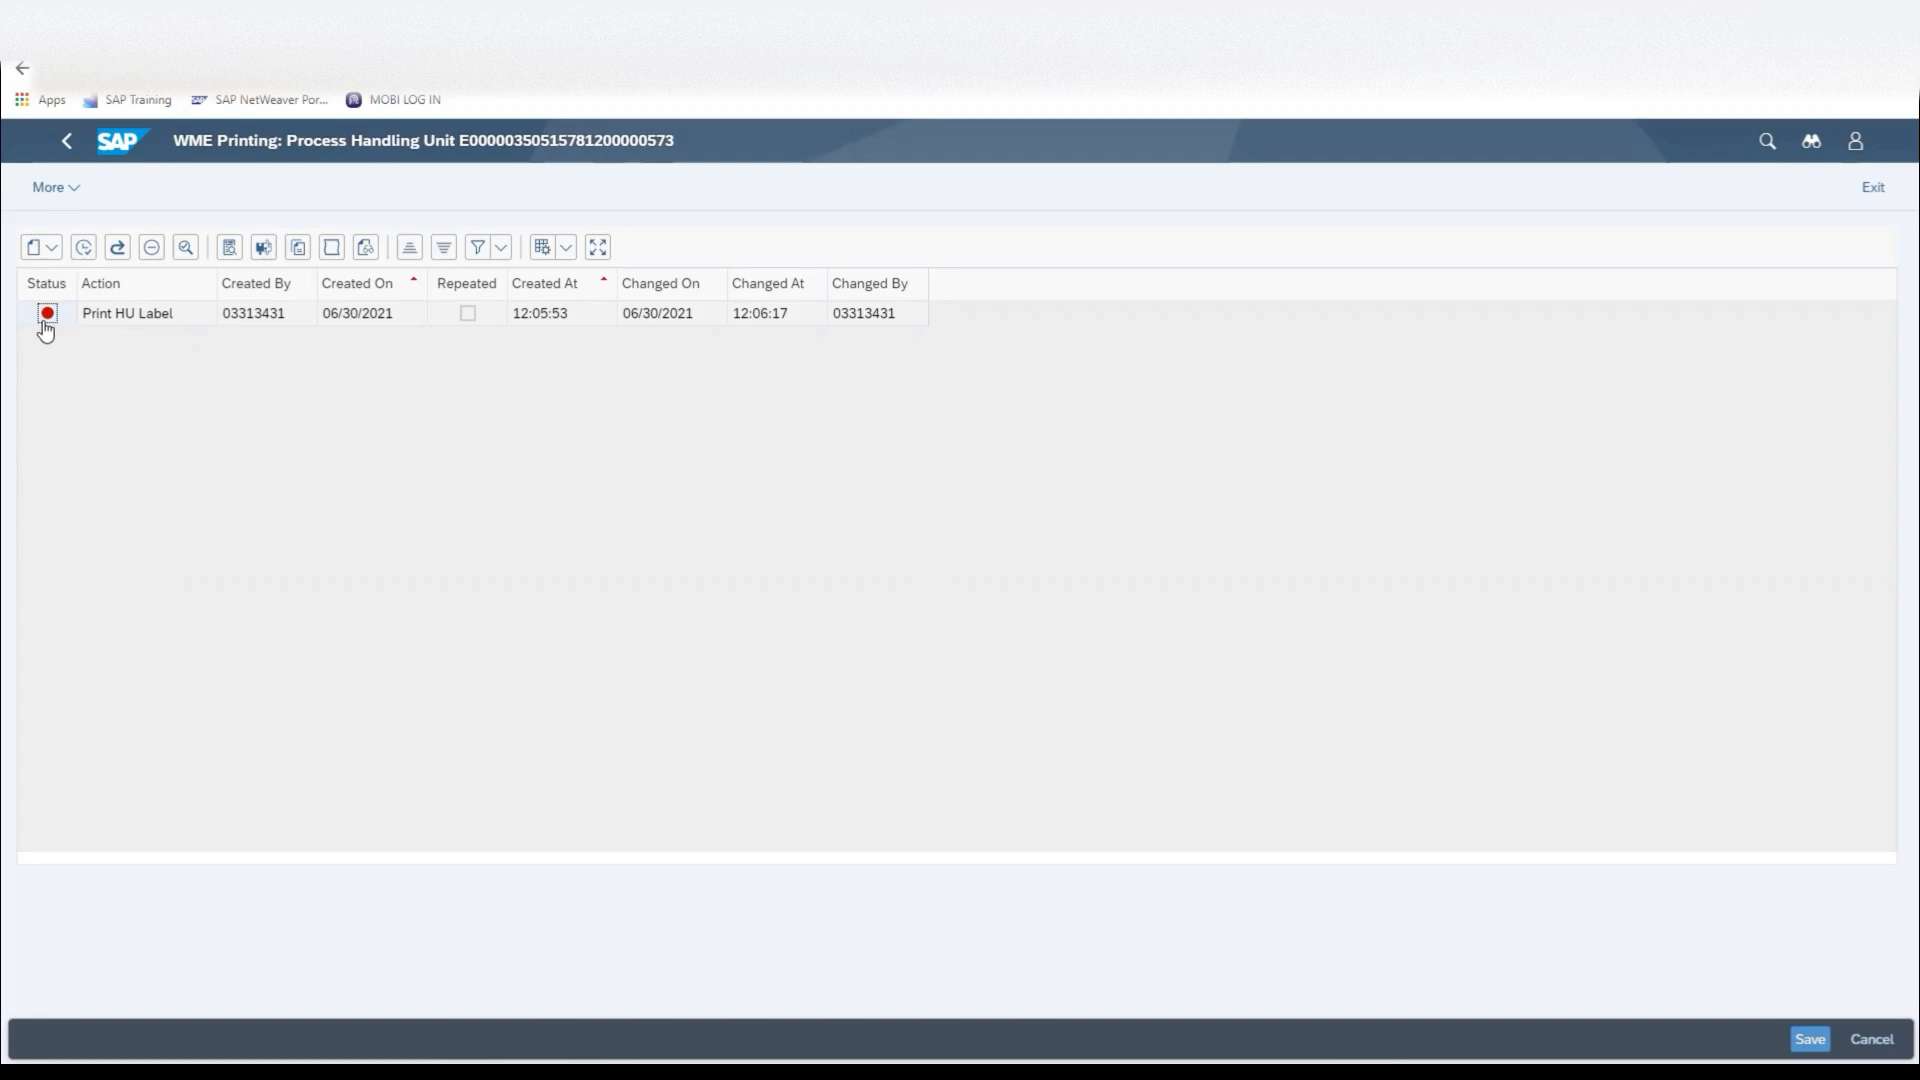 Apps SAP Training SAP NetWeaver Por... MOBI LOG IN
SAP WME Printing: Process Handling Unit E00000350515781200000573
More Exit
Status Action Created By Created On Repeated Created At Changed On Changed At Changed By
Print HU Label 03313431 06/30/2021 12:05:53 06/30/2021 12:06:17 03313431
Save Cancel